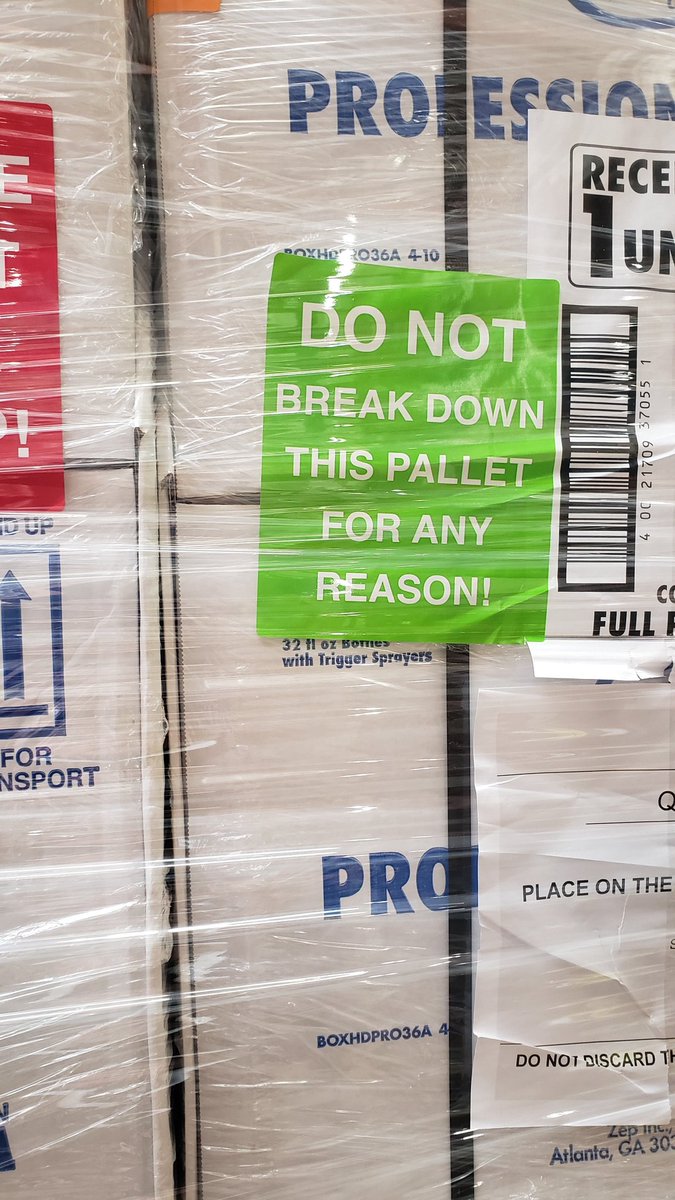 PROFESSION
BOXHDPRO36A 4-10
DO NOT
BREAK DOWN
THIS PALLET
FOR ANY
REASON!
RECE
1 UN
4 00 21709 37055 1
FULL
P!
UP
FOR
NSPORT
32 fl oz Bottles
with Trigger Sprayers
PRO
PLACE ON THE
BOXHDPRO36A 4
DO NOT DISCARD TH
Zep Inc.,
Atlanta, GA 303